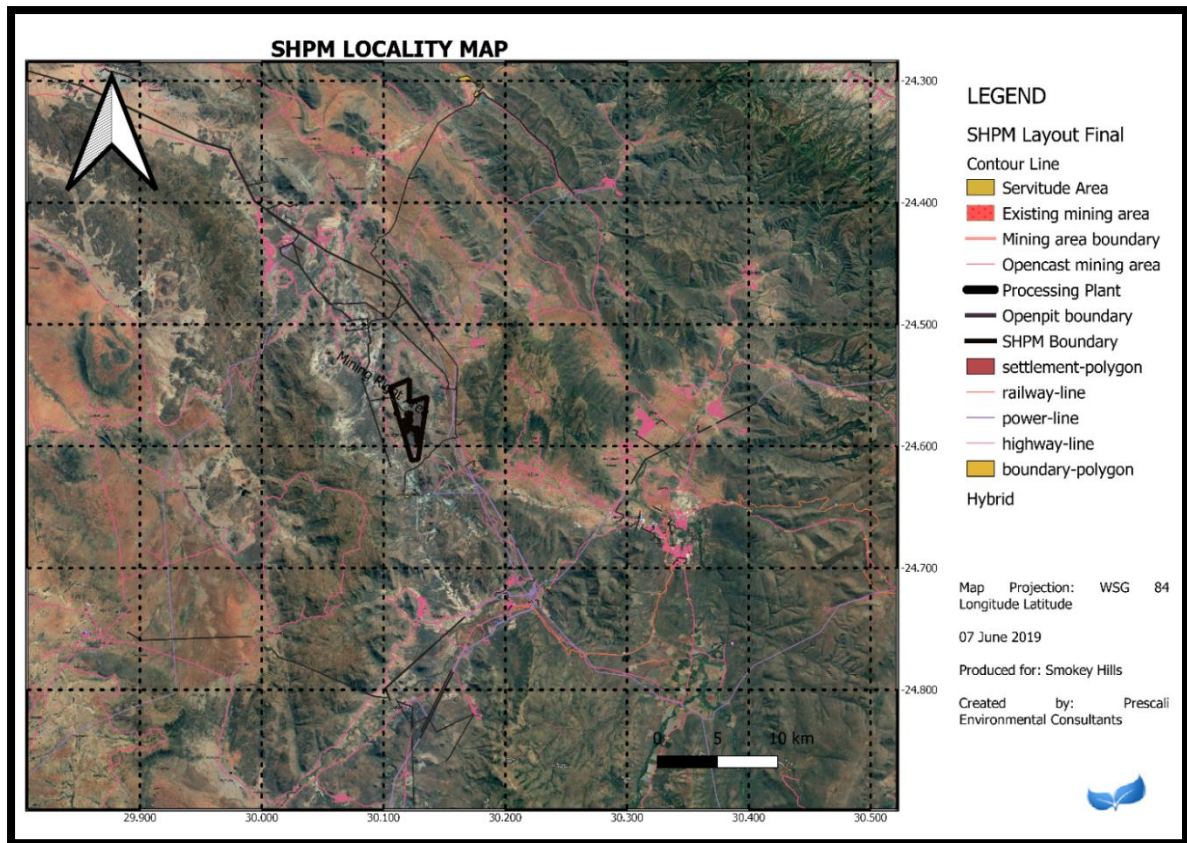 SHPM LOCALITY MAP
-24.300
-24.400
-24.500
-24.600
-24.700
-24.800
29.900
30.000
30.100
30.200
30.300
30.400
30.500
Mining Right
0 5 10 km
LEGEND
SHPM Layout Final
Contour Line
Servitude Area
Existing mining area
Mining area boundary
Opencast mining area
Processing Plant
Openpit boundary
SHPM Boundary
settlement-polygon
railway-line
power-line
highway-line
boundary-polygon
Hybrid
Map Projection: WSG 84
Longitude Latitude
07 June 2019
Produced for: Smokey Hills
Created by: Prescali
Environmental Consultants